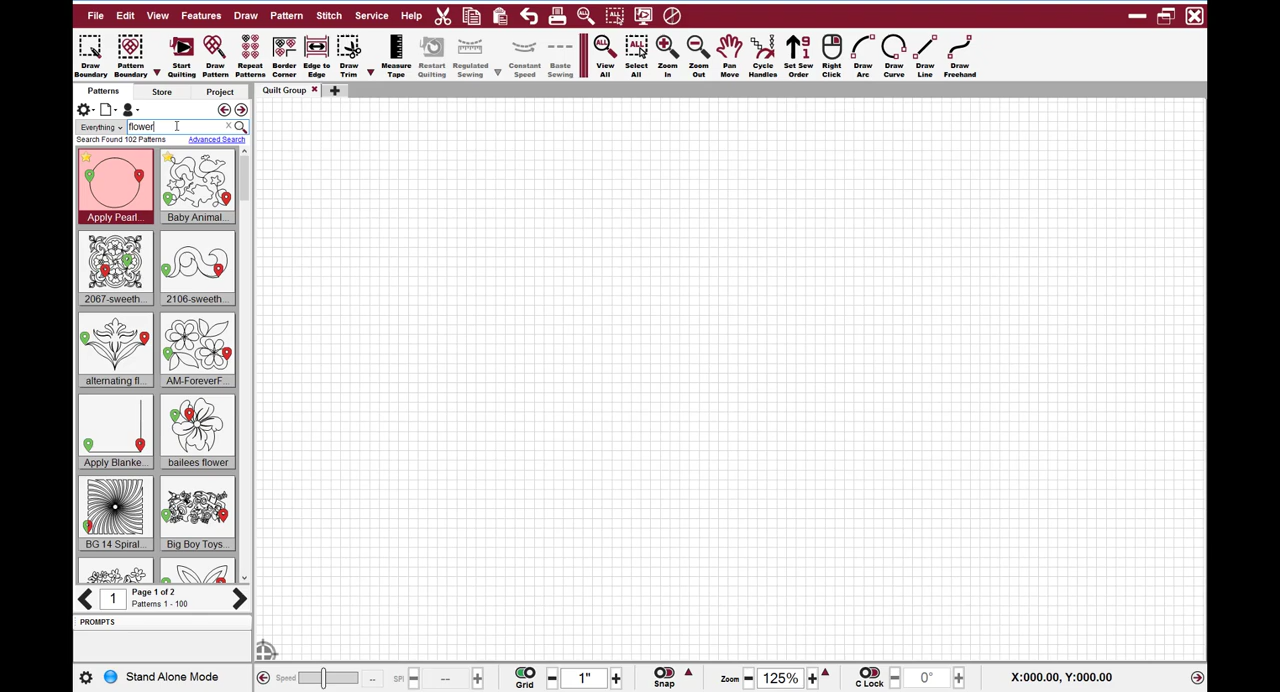 File Edit View Features Draw Pattern Stitch Service Help
Draw Boundary
Pattern Boundary
Start Quilting
Draw Pattern
Repeat Patterns
Border Corner
Edge to Edge
Draw Trim
Measure Tape
Restart Quilting
Regulated Sewing
Constant Speed
Baste Sewing
ALL View All
ALL Select All
Zoom In
Zoom Out
Pan Move
Cycle Handles
Set Sew Order
Right Click
Draw Arc
Draw Curve
Draw Line
Draw Freehand
Patterns Store Project
Quilt Group
Everything flower X
Search Found 102 Patterns Advanced Search
Apply Pearl... Baby Animal...
2067-sweeth... 2106-sweeth...
alternating fl... AM-ForeverF...
Apply Blanke... bailees flower
BG 14 Spiral... Big Boy Toys...
1 Page 1 of 2
Patterns 1 - 100
PROMPTS
Stand Alone Mode Speed -- SPI -- Grid 1" Snap Zoom 125% C Lock 0° X:000.00, Y:000.00